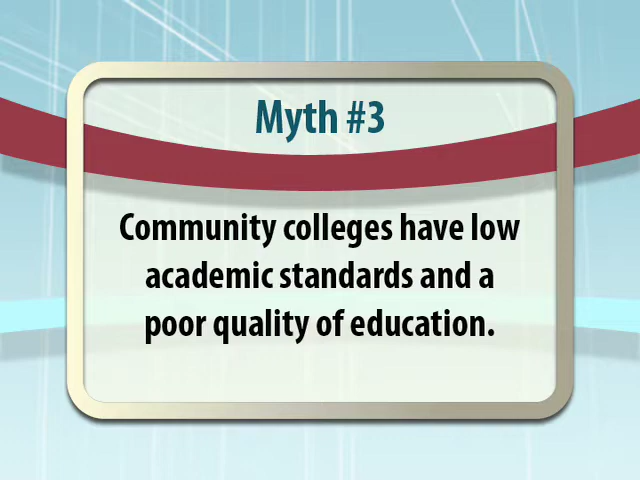 Myth #3
Community colleges have low
academic standards and a
poor quality of education.